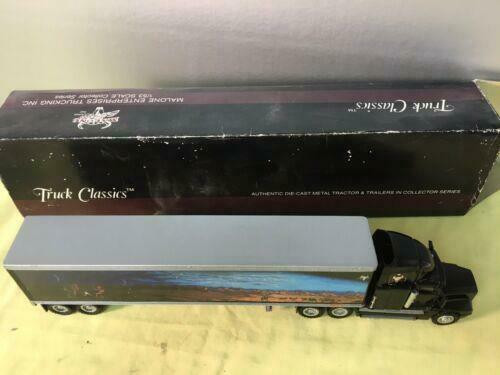 MALONE ENTERPRISES TRUCKING INC.
1/53 SCALE Collector Series
Truck Classics™
Truck Classics™
AUTHENTIC DIE-CAST METAL TRACTOR & TRAILERS IN COLLECTOR SERIES